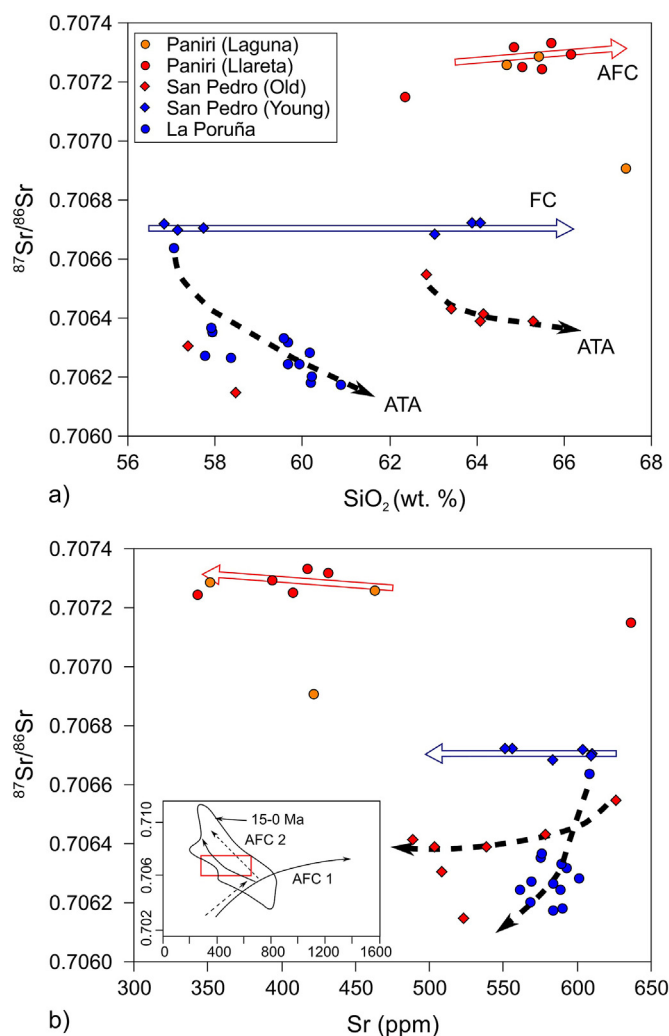 0.7074
0.7072
0.7070
0.7068
0.7066
0.7064
0.7062
0.7060
⁸⁷Sr/⁸⁶Sr
Paniri (Laguna)
Paniri (Llareta)
San Pedro (Old)
San Pedro (Young)
La Poruña
AFC
FC
ATA
ATA
56 58 60 62 64 66 68
a) SiO₂ (wt. %)
0.7074
0.7072
0.7070
0.7068
0.7066
0.7064
0.7062
0.7060
⁸⁷Sr/⁸⁶Sr
0.710
0.706
0.702
15-0 Ma
AFC 2
AFC 1
0 400 800 1200 1600
300 350 400 450 500 550 600 650
b) Sr (ppm)